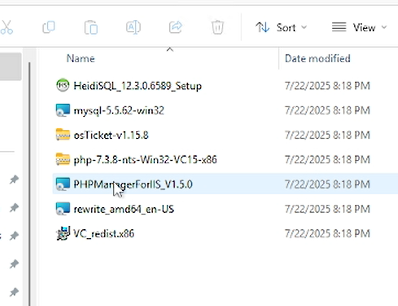 Sort
View
Name
Date modified
HeidiSQL_12.3.0.6589_Setup
7/22/2025 8:18 PM
mysql-5.5.62-win32
7/22/2025 8:18 PM
osTicket-v1.15.8
7/22/2025 8:18 PM
php-7.3.8-nts-Win32-VC15-x86
7/22/2025 8:18 PM
PHPManagerForIIS_V1.5.0
7/22/2025 8:18 PM
rewrite_amd64_en-US
7/22/2025 8:18 PM
VC_redist.x86
7/22/2025 8:18 PM